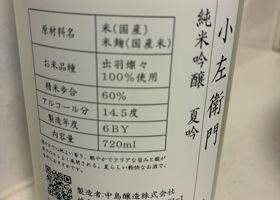 小左衛門
純米吟醸 夏吟
原材料名 米(国産)
米麹(国産米)
お米品種 出羽燦々
100%使用
精米歩合 60%
アルコール分 14.5度
製造年度 6BY
内容量 720ml
製造者:中島醸造株式会社